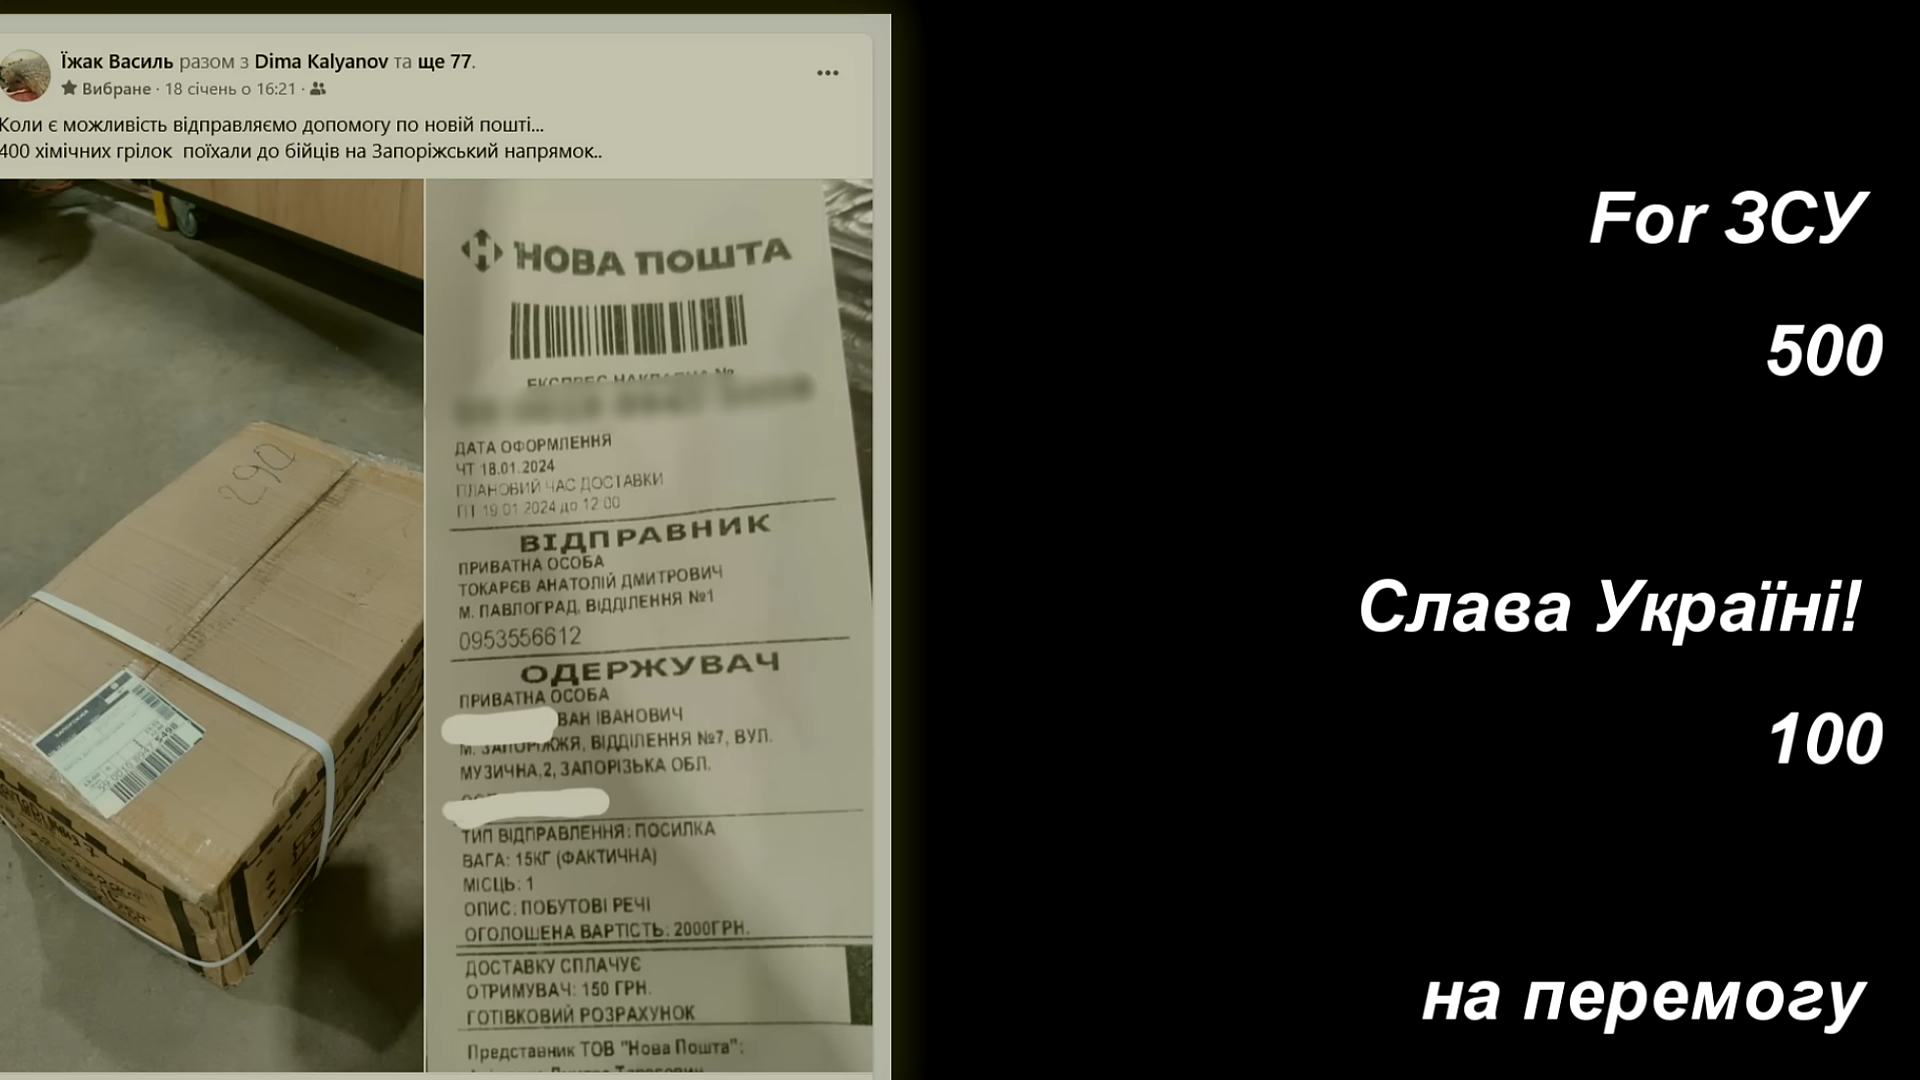 Їжак Василь разом з Dima Kalyanov та ще 77.
Вибране · 18 січень о 16:21 ·
Коли є можливість відправляємо допомогу по новій пошті...
400 хімічних грілок поїхали до бійців на Запоріжський напрямок..
290
НОВА ПОШТА
ЕКСПРЕС-НАКЛАДНА №
ДАТА ОФОРМЛЕННЯ
ЧТ 18.01.2024
ПЛАНОВИЙ ЧАС ДОСТАВКИ
ПТ 19.01.2024 до 12:00
ВІДПРАВНИК
ПРИВАТНА ОСОБА
ТОКАРЄВ АНАТОЛІЙ ДМИТРОВИЧ
М. ПАВЛОГРАД, ВІДДІЛЕННЯ №1
0953556612
ОДЕРЖУВАЧ
ПРИВАТНА ОСОБА
ВАН ІВАНОВИЧ
М. ЗАПОРІЖЖЯ, ВІДДІЛЕННЯ №7, ВУЛ.
МУЗИЧНА,2, ЗАПОРІЗЬКА ОБЛ.
ТИП ВІДПРАВЛЕННЯ: ПОСИЛКА
ВАГА: 15КГ (ФАКТИЧНА)
МІСЦЬ: 1
ОПИС: ПОБУТОВІ РЕЧІ
ОГОЛОШЕНА ВАРТІСТЬ: 2000ГРН.
ДОСТАВКУ СПЛАЧУЄ
ОТРИМУВАЧ: 150 ГРН.
ГОТІВКОВИЙ РОЗРАХУНОК
Представник ТОВ "Нова Пошта":
For ЗСУ
500
Слава Україні!
100
на перемогу